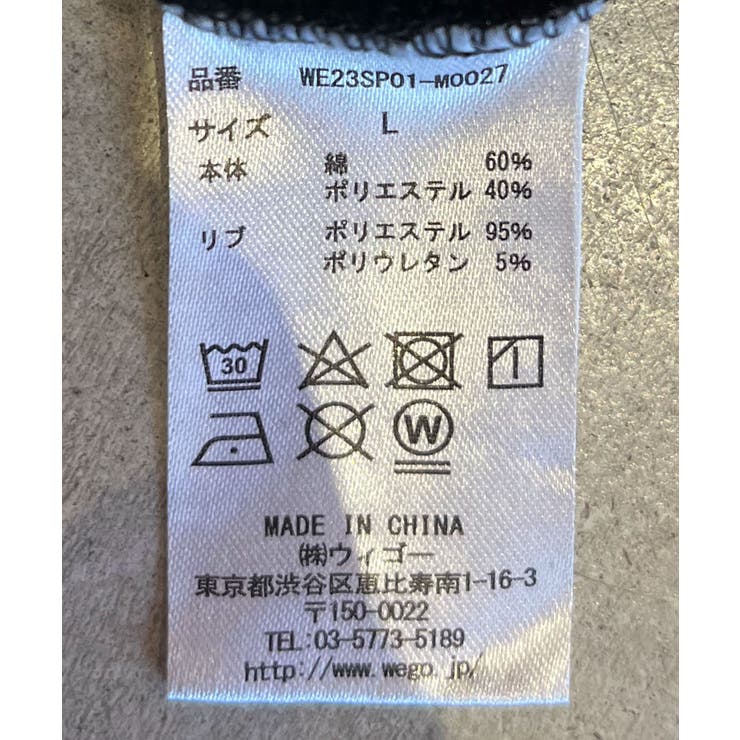 品番 WE23SP01-M0027
サイズ L
本体 綿 60%
ポリエステル 40%
リブ ポリエステル 95%
ポリウレタン 5%
30
W
MADE IN CHINA
㈱ウィゴー
東京都渋谷区恵比寿南1-16-3
〒150-0022
TEL:03-5773-5189
http://www.wego.jp/